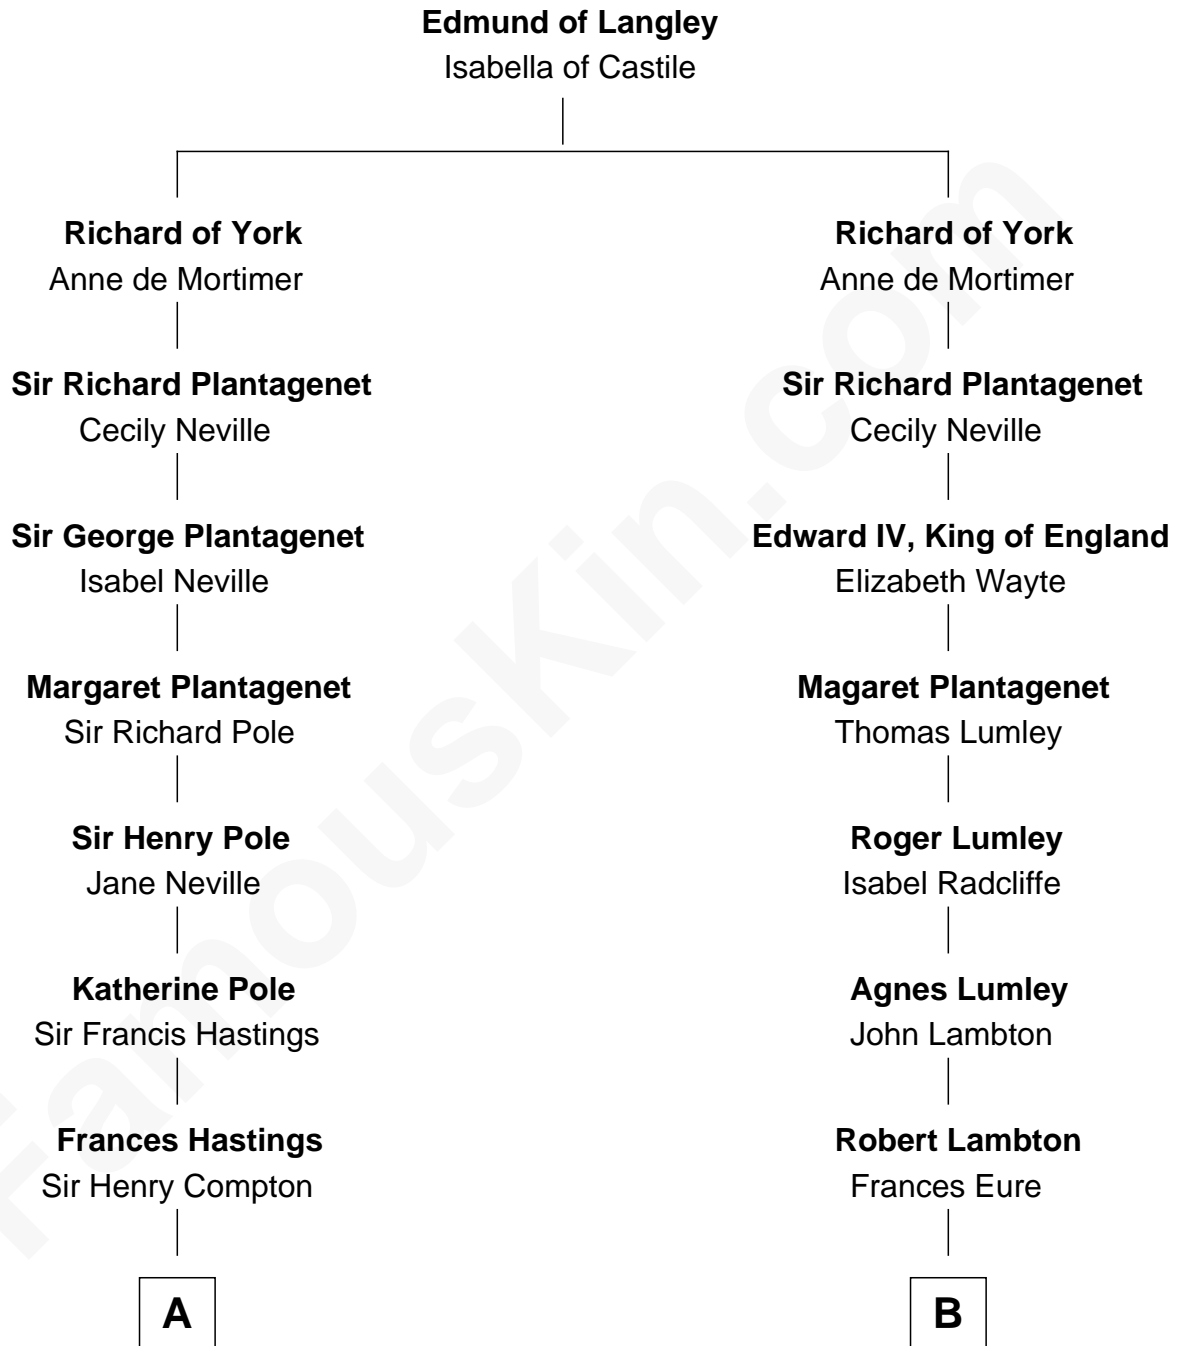 Edmund of Langley
Isabella of Castile
Richard of York
Anne de Mortimer
Sir Richard Plantagenet
Cecily Neville
Sir George Plantagenet
Isabel Neville
Margaret Plantagenet
Sir Richard Pole
Sir Henry Pole
Jane Neville
Katherine Pole
Sir Francis Hastings
Frances Hastings
Sir Henry Compton
A
Richard of York
Anne de Mortimer
Sir Richard Plantagenet
Cecily Neville
Edward IV, King of England
Elizabeth Wayte
Magaret Plantagenet
Thomas Lumley
Roger Lumley
Isabel Radcliffe
Agnes Lumley
John Lambton
Robert Lambton
Frances Eure
B
FamousKin.com